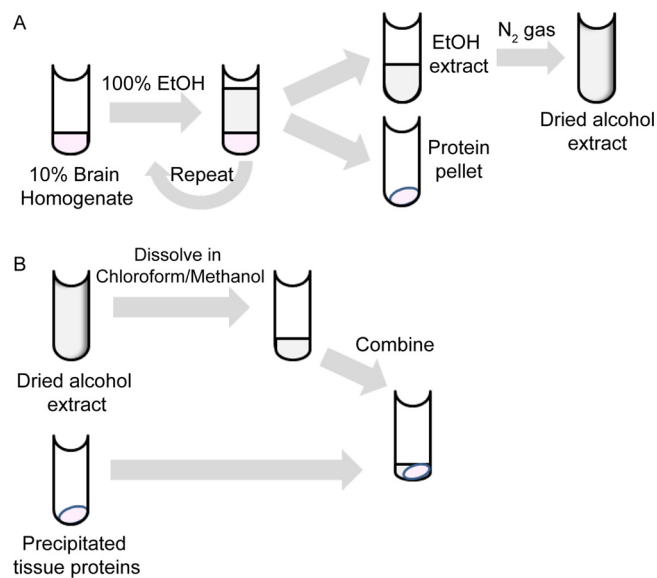 A
100% EtOH
10% Brain
Homogenate
Repeat
EtOH
extract
N₂ gas
Dried alcohol
extract
Protein
pellet
B
Dissolve in
Chloroform/Methanol
Dried alcohol
extract
Combine
Precipitated
tissue proteins